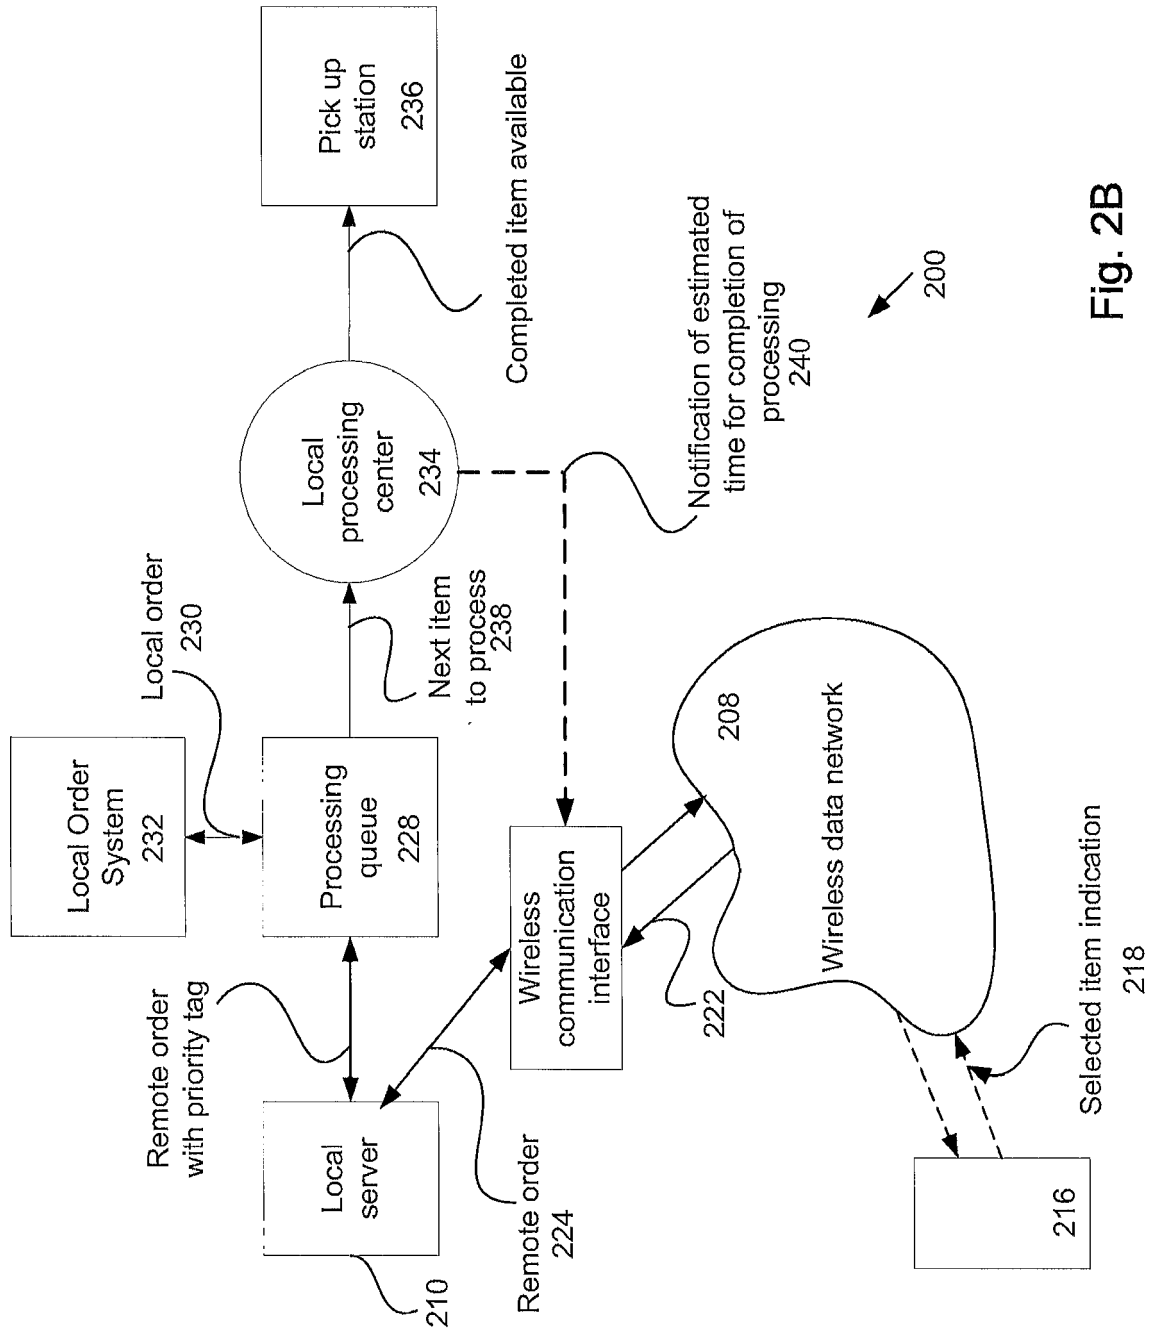 Local Order
System
232
Local order
230
Remote order
with priority tag
Local
server
210
Processing
queue
228
Next item
to process
238
Local
processing
center
234
Pick up
station
236
Completed item available
Remote order
224
Wireless
communication
interface
222
Notification of estimated
time for completion of
processing
240
208
Wireless data network
216
Selected item indication
218
200
Fig. 2B